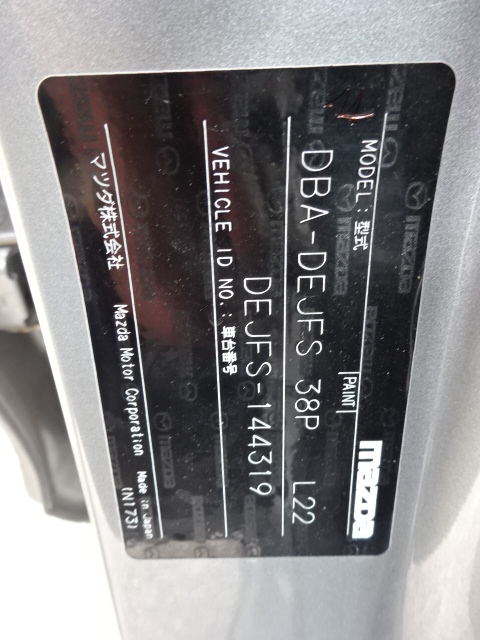 MODEL: 型式
PAINT
mazda
DBA-DEJFS 38P L22
VEHICLE ID NO.: 車台番号
DEJFS-144319
マツダ株式会社 Mazda Motor Corporation Made in Japan
(N173)